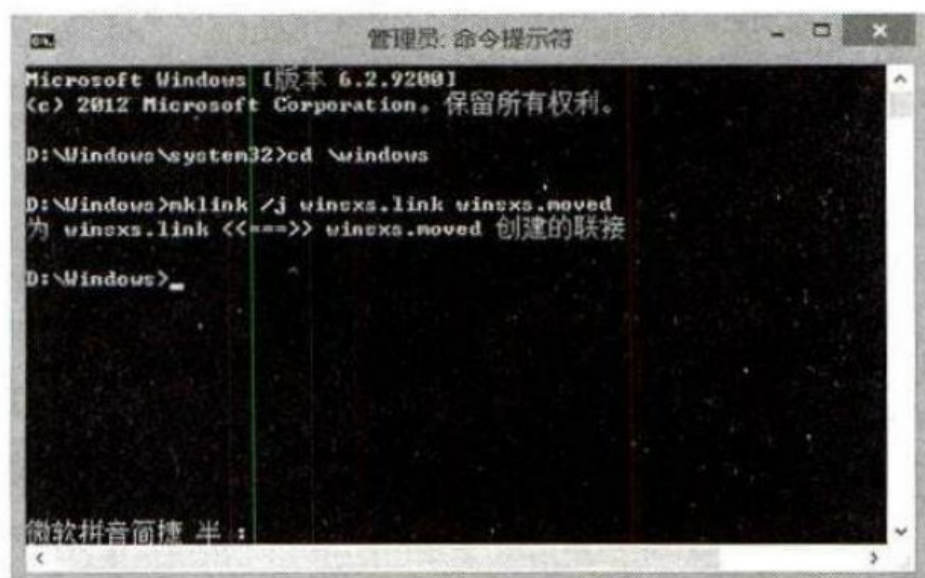 管理员: 命令提示符
Microsoft Windows [版本 6.2.9200]
(c) 2012 Microsoft Corporation。保留所有权利。
D:\Windows\system32>cd \windows
D:\Windows>mklink /j winsxs.link winsxs.moved
为 winsxs.link <<===>> winsxs.moved 创建的联接
D:\Windows>
微软拼音简捷 半 :